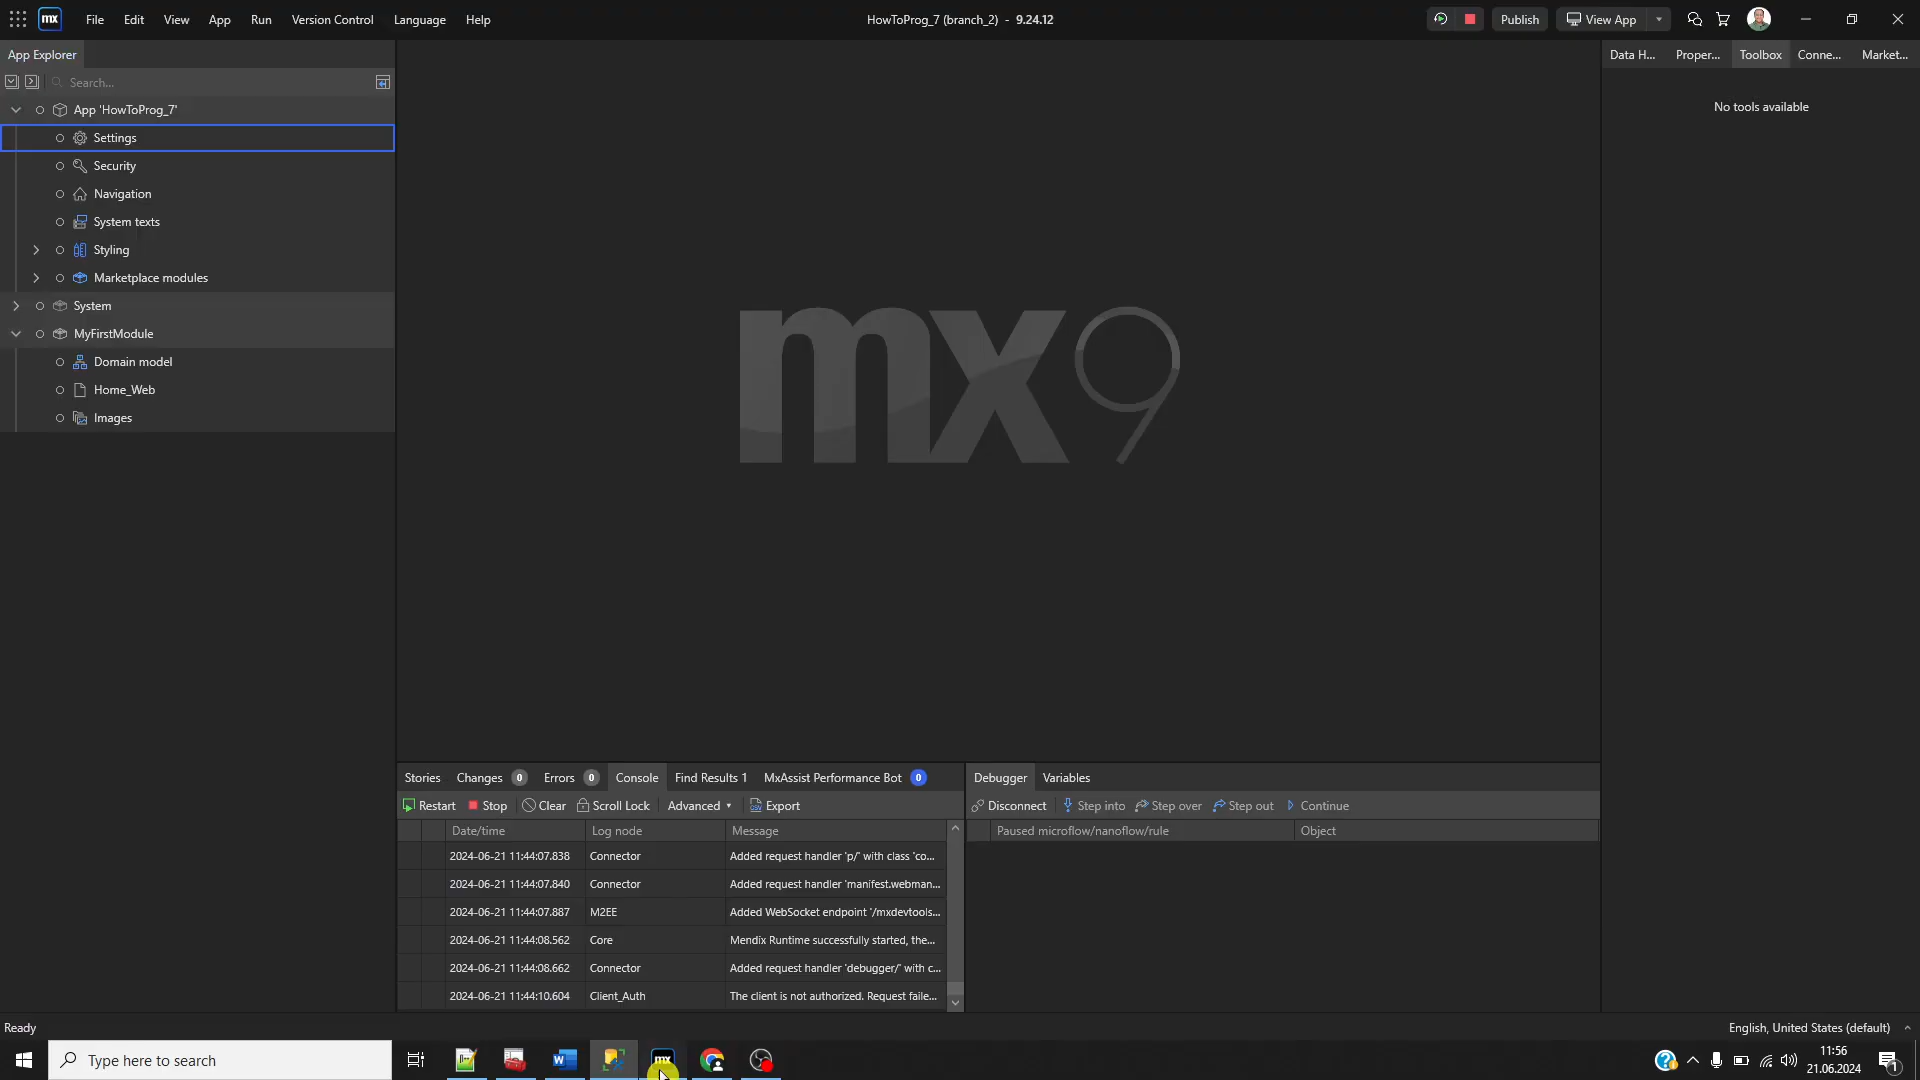 mx File Edit View App Run Version Control Language Help HowToProg_7 (branch_2) - 9.24.12 Publish View App
App Explorer Data H... Proper... Toolbox Conne... Market...
Search...
App 'HowToProg_7' No tools available
Settings
Security
Navigation
System texts
Styling
Marketplace modules
System
MyFirstModule
Domain model
Home_Web
Images
mx9
Stories Changes 0 Errors 0 Console Find Results 1 MxAssist Performance Bot 0 Debugger Variables
Restart Stop Clear Scroll Lock Advanced Export Disconnect Step into Step over Step out Continue
Date/time Log node Message Paused microflow/nanoflow/rule Object
2024-06-21 11:44:07.838 Connector Added request handler 'p/' with class 'co...
2024-06-21 11:44:07.840 Connector Added request handler 'manifest.webman...
2024-06-21 11:44:07.887 M2EE Added WebSocket endpoint '/mxdevtools...
2024-06-21 11:44:08.562 Core Mendix Runtime successfully started, the...
2024-06-21 11:44:08.662 Connector Added request handler 'debugger/' with c...
2024-06-21 11:44:10.604 Client_Auth The client is not authorized. Request faile...
Ready English, United States (default)
Type here to search mx 11:56
21.06.2024 1